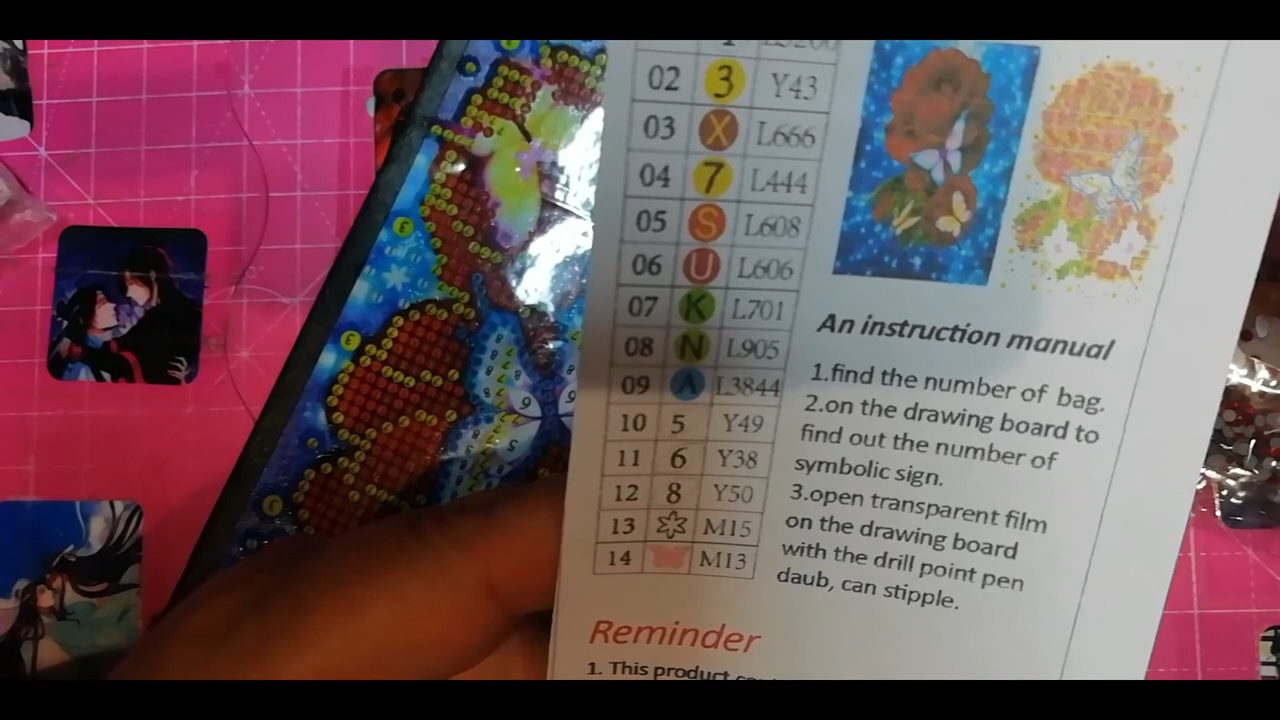 02 3 Y43
03 X L666
04 7 L444
05 S L608
06 U L606
07 K L701
08 N L905
09 A L3844
10 5 Y49
11 6 Y38
12 8 Y50
13 M15
14 M13
An instruction manual
1.find the number of bag.
2.on the drawing board to
find out the number of
symbolic sign.
3.open transparent film
on the drawing board
with the drill point pen
daub, can stipple.
Reminder
1. This product